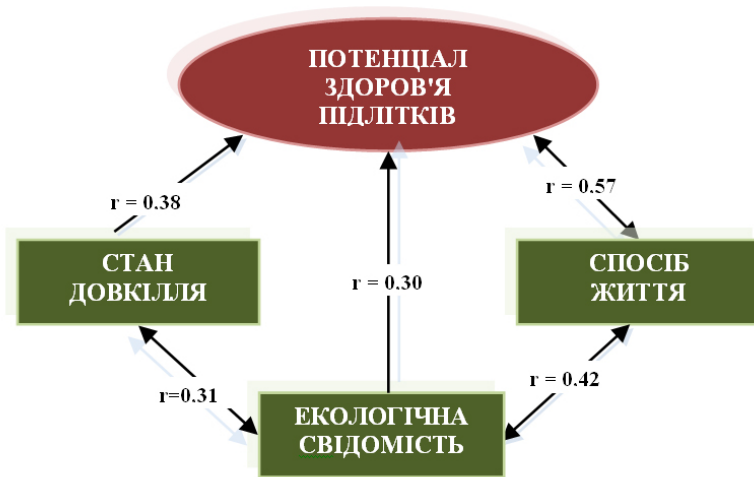 ПОТЕНЦІАЛ
ЗДОРОВ'Я
ПІДЛІТКІВ
r = 0.38
r = 0.57
СТАН
ДОВКІЛЛЯ
r = 0.30
СПОСІБ
ЖИТТЯ
r=0.31
r = 0.42
ЕКОЛОГІЧНА
СВІДОМІСТЬ